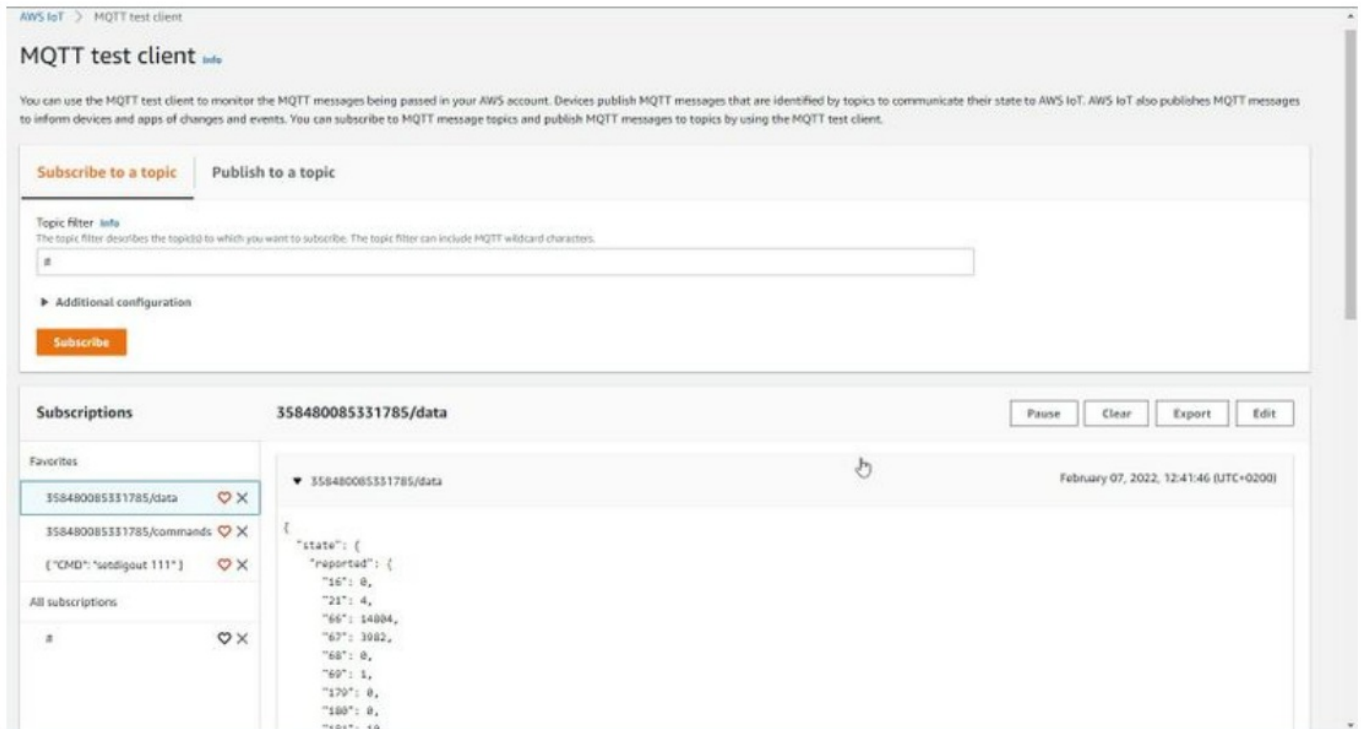 AWS IoT > MQTT test client
MQTT test client Info
You can use the MQTT test client to monitor the MQTT messages being passed in your AWS account. Devices publish MQTT messages that are identified by topics to communicate their state to AWS IoT. AWS IoT also publishes MQTT messages
to inform devices and apps of changes and events. You can subscribe to MQTT message topics and publish MQTT messages to topics by using the MQTT test client.
Subscribe to a topic
Publish to a topic
Topic filter Info
The topic filter describes the topic(s) to which you want to subscribe. The topic filter can include MQTT wildcard characters.
#
Additional configuration
Subscribe
Subscriptions
358480085331785/data
Pause
Clear
Export
Edit
Favorites
358480085331785/data
358480085331785/commands
{"CMD": "setdigout 111"}
All subscriptions
#
358480085331785/data
February 07, 2022, 12:41:46 (UTC+0200)
{
"state": {
"reported": {
"16": 0,
"21": 4,
"66": 14804,
"67": 3982,
"68": 0,
"69": 1,
"179": 0,
"180": 0,